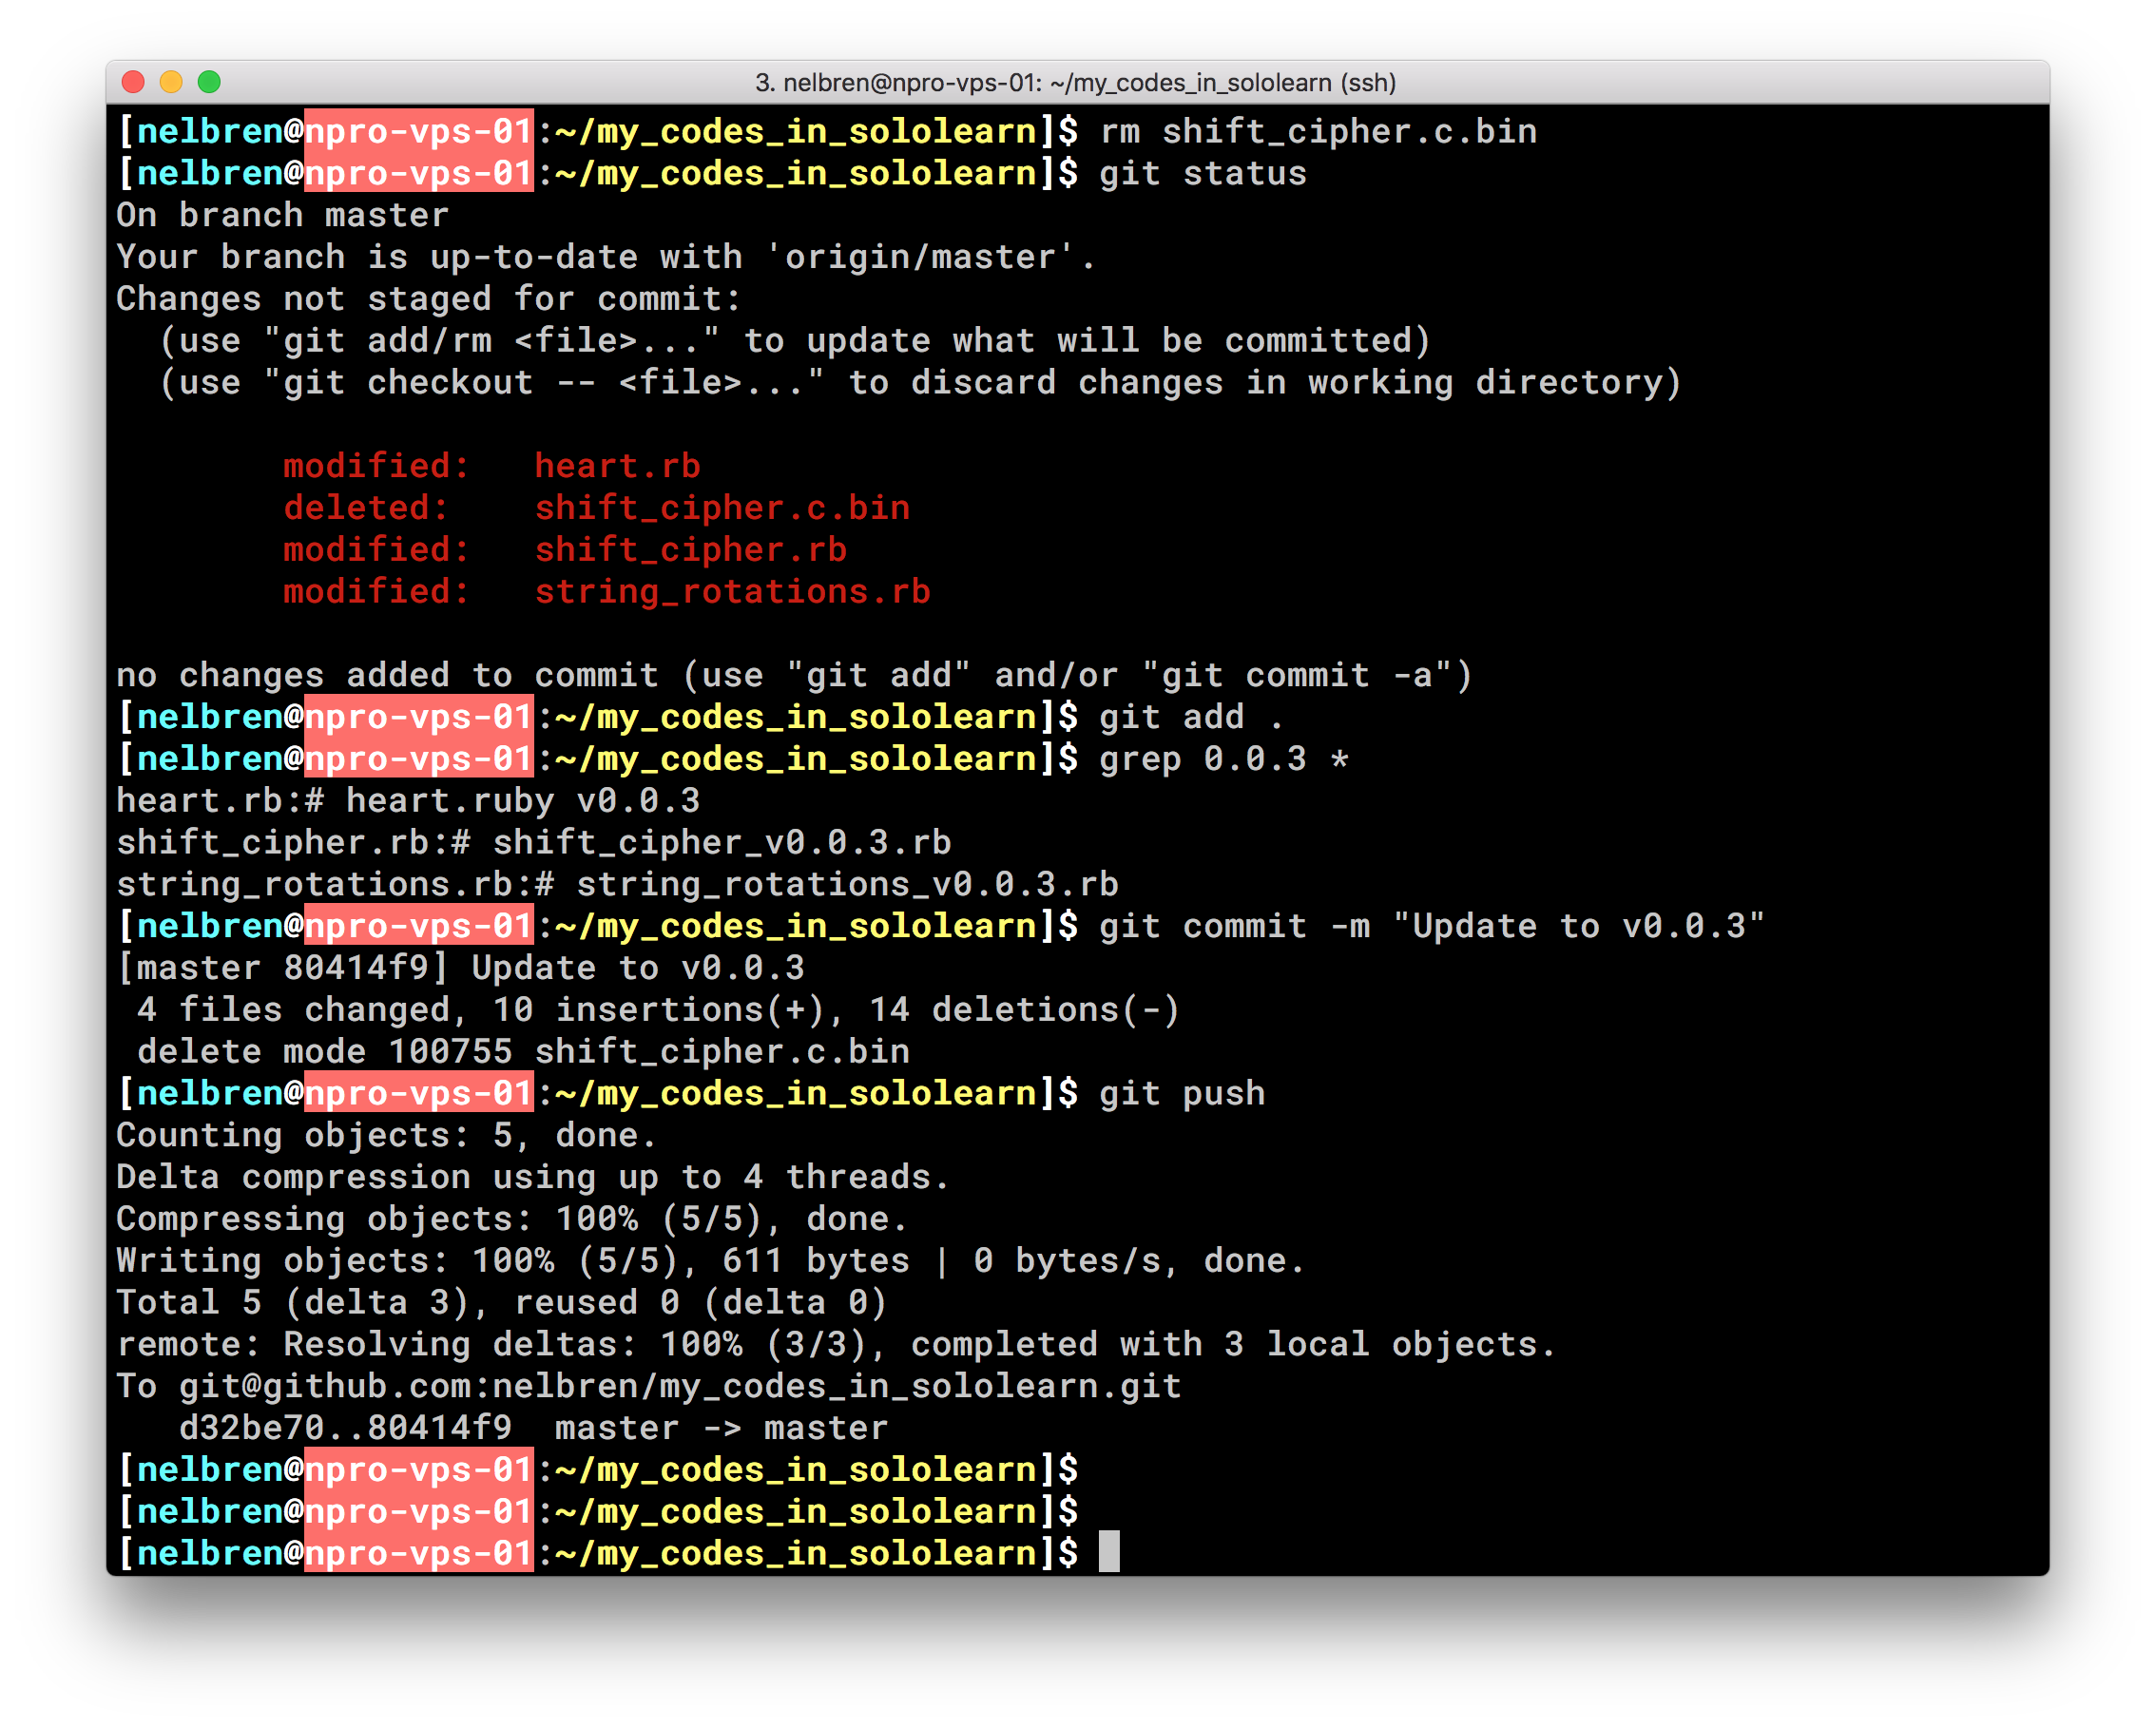 3. nelbren@npro-vps-01: ~/my_codes_in_sololearn (ssh)
[nelbren@npro-vps-01:~/my_codes_in_sololearn]$ rm shift_cipher.c.bin
[nelbren@npro-vps-01:~/my_codes_in_sololearn]$ git status
On branch master
Your branch is up-to-date with 'origin/master'.
Changes not staged for commit:
  (use "git add/rm <file>..." to update what will be committed)
  (use "git checkout -- <file>..." to discard changes in working directory)
        modified:   heart.rb
        deleted:    shift_cipher.c.bin
        modified:   shift_cipher.rb
        modified:   string_rotations.rb
no changes added to commit (use "git add" and/or "git commit -a")
[nelbren@npro-vps-01:~/my_codes_in_sololearn]$ git add .
[nelbren@npro-vps-01:~/my_codes_in_sololearn]$ grep 0.0.3 *
heart.rb:# heart.ruby v0.0.3
shift_cipher.rb:# shift_cipher_v0.0.3.rb
string_rotations.rb:# string_rotations_v0.0.3.rb
[nelbren@npro-vps-01:~/my_codes_in_sololearn]$ git commit -m "Update to v0.0.3"
[master 80414f9] Update to v0.0.3
 4 files changed, 10 insertions(+), 14 deletions(-)
 delete mode 100755 shift_cipher.c.bin
[nelbren@npro-vps-01:~/my_codes_in_sololearn]$ git push
Counting objects: 5, done.
Delta compression using up to 4 threads.
Compressing objects: 100% (5/5), done.
Writing objects: 100% (5/5), 611 bytes | 0 bytes/s, done.
Total 5 (delta 3), reused 0 (delta 0)
remote: Resolving deltas: 100% (3/3), completed with 3 local objects.
To git@github.com:nelbren/my_codes_in_sololearn.git
   d32be70..80414f9  master -> master
[nelbren@npro-vps-01:~/my_codes_in_sololearn]$
[nelbren@npro-vps-01:~/my_codes_in_sololearn]$
[nelbren@npro-vps-01:~/my_codes_in_sololearn]$